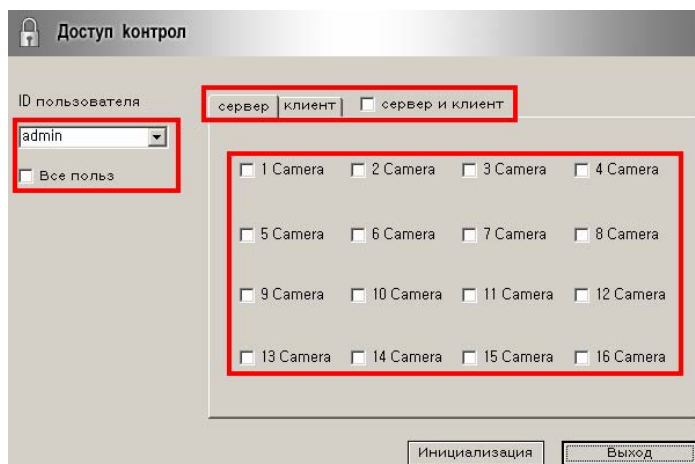 Доступ контрол
ID пользователя
admin
Все польз
сервер клиент сервер и клиент
1 Camera 2 Camera 3 Camera 4 Camera
5 Camera 6 Camera 7 Camera 8 Camera
9 Camera 10 Camera 11 Camera 12 Camera
13 Camera 14 Camera 15 Camera 16 Camera
Инициализация Выход